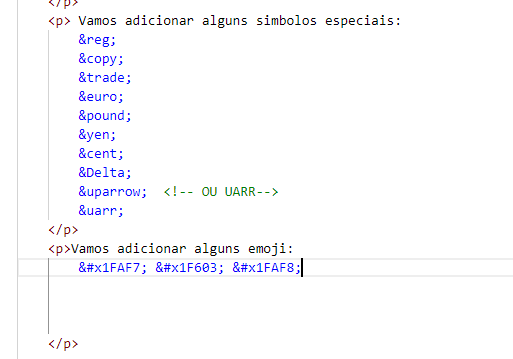 </p>
<p> Vamos adicionar alguns simbolos especiais:
&reg;
&copy;
&trade;
&euro;
&pound;
&yen;
&cent;
&Delta;
&uparrow;  <!-- OU UARR-->
&uarr;
</p>
<p>Vamos adicionar alguns emoji:
&#x1FAF7; &#x1F603; &#x1FAF8;
</p>